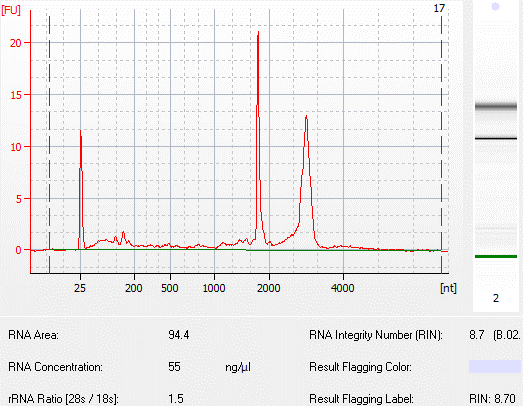 [FU]
17
20
15
10
5
0
25 200 500 1000 2000 4000 [nt]
2
RNA Area: 94.4 RNA Integrity Number (RIN): 8.7 (B.02.
RNA Concentration: 55 ng/µl Result Flagging Color:
rRNA Ratio [28s / 18s]: 1.5 Result Flagging Label: RIN: 8.70